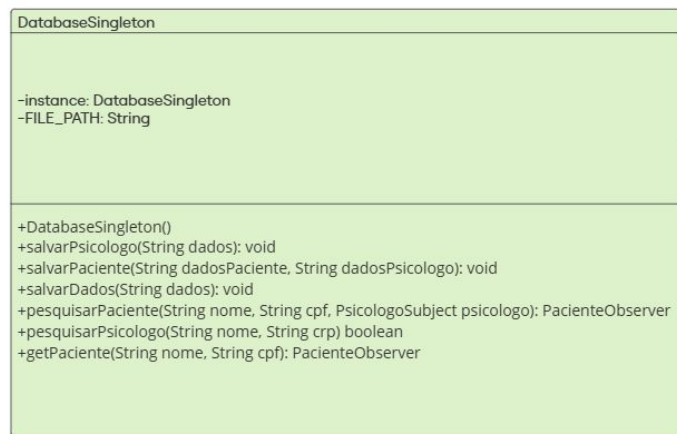 DatabaseSingleton
-instance: DatabaseSingleton
-FILE_PATH: String
+DatabaseSingleton()
+salvarPsicologo(String dados): void
+salvarPaciente(String dadosPaciente, String dadosPsicologo): void
+salvarDados(String dados): void
+pesquisarPaciente(String nome, String cpf, PsicologoSubject psicologo): PacienteObserver
+pesquisarPsicologo(String nome, String crp) boolean
+getPaciente(String nome, String cpf): PacienteObserver